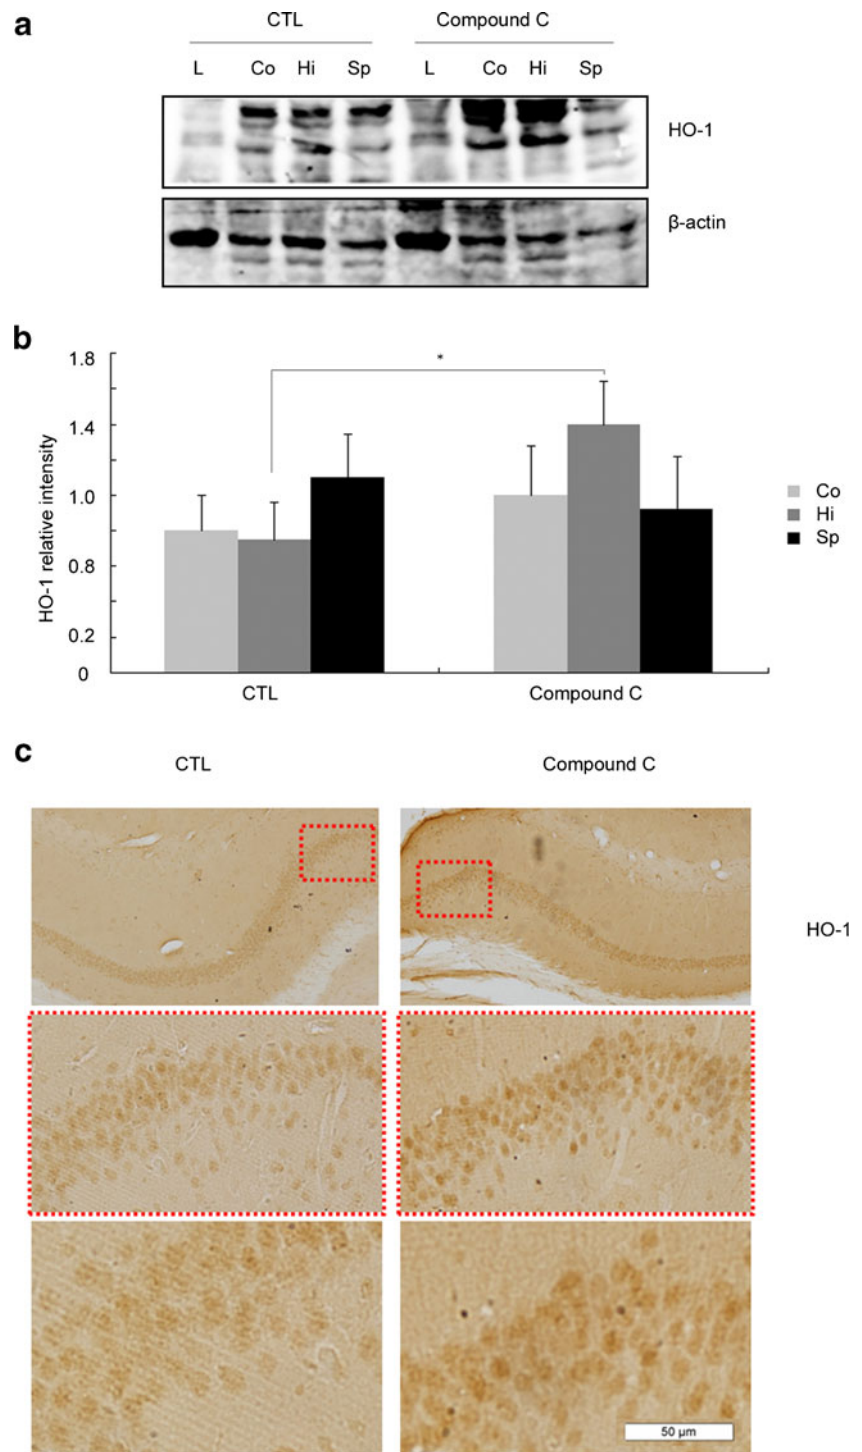 a
CTL Compound C
L Co Hi Sp L Co Hi Sp
HO-1
β-actin
b
1.8
1.4
1.0
0.8
0.2
0
HO-1 relative intensity
*
CTL Compound C
Co
Hi
Sp
c
CTL Compound C
HO-1
50 µm